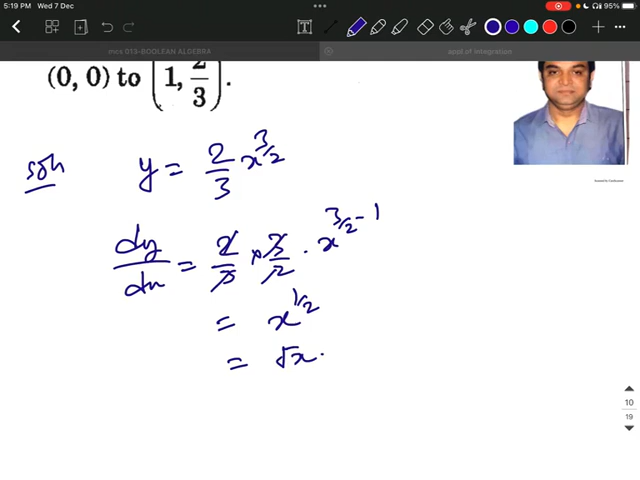 5:19 PM Wed 7 Dec
95%
mcs 013-BOOLEAN ALGEBRA
appl.of integration
(0, 0) to (1, 2/3).
soln y = 2/3 x^3/2
dy/dx = 2/3 × 3/2 · x^3/2 - 1
= x^1/2
= √x.
10
19